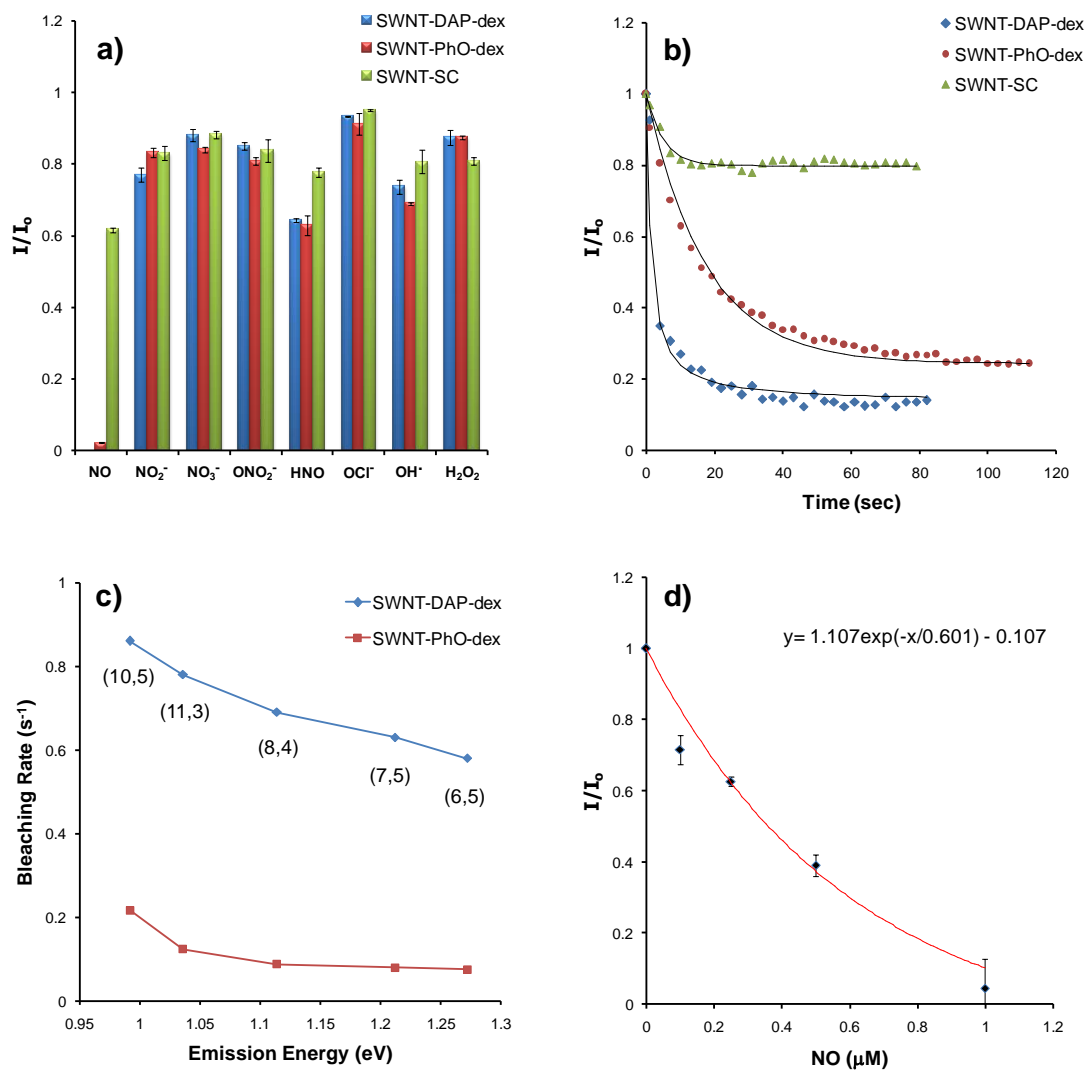 a)
SWNT-DAP-dex
SWNT-PhO-dex
SWNT-SC
I/Iₒ
1.2
1
0.8
0.6
0.4
0.2
0
NO NO₂⁻ NO₃⁻ ONO₂⁻ HNO OCl⁻ OH· H₂O₂
b)
SWNT-DAP-dex
SWNT-PhO-dex
SWNT-SC
I/Iₒ
1.2
1
0.8
0.6
0.4
0.2
0
0 20 40 60 80 100 120
Time (sec)
c)
SWNT-DAP-dex
SWNT-PhO-dex
Bleaching Rate (s⁻¹)
1
0.8
0.6
0.4
0.2
0
(10,5)
(11,3)
(8,4)
(7,5)
(6,5)
0.95 1 1.05 1.1 1.15 1.2 1.25 1.3
Emission Energy (eV)
d)
y= 1.107exp(-x/0.601) - 0.107
I/Iₒ
1.2
1
0.8
0.6
0.4
0.2
0
0 0.2 0.4 0.6 0.8 1 1.2
NO (μM)